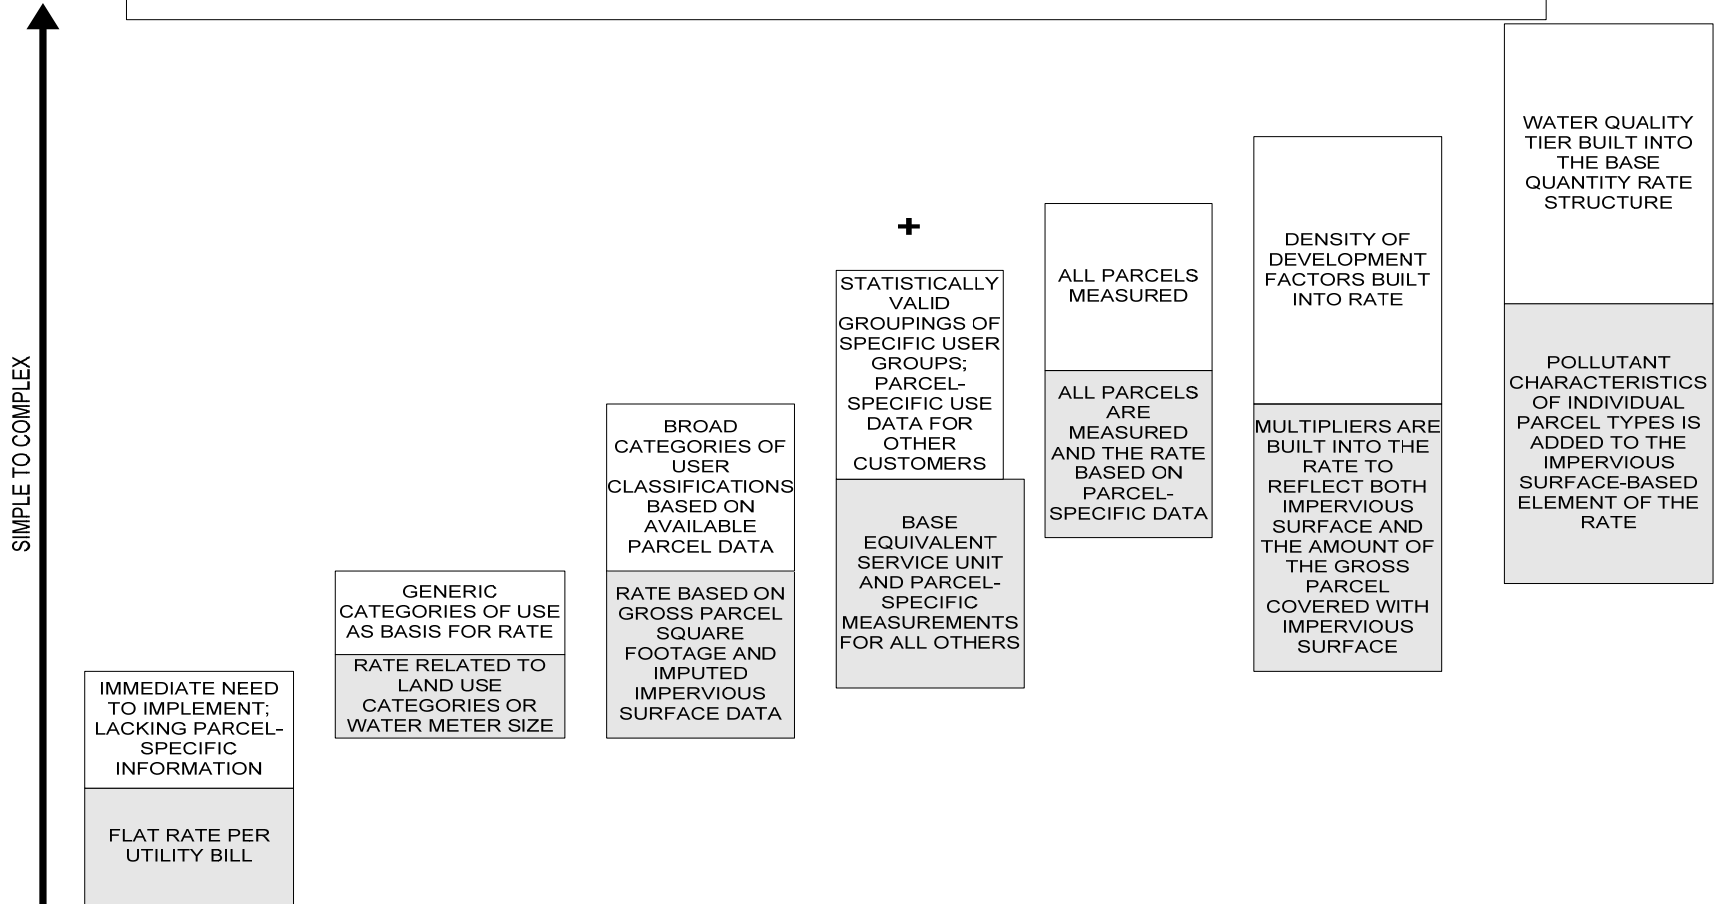 SIMPLE TO COMPLEX
IMMEDIATE NEED
TO IMPLEMENT;
LACKING PARCEL-
SPECIFIC
INFORMATION
FLAT RATE PER
UTILITY BILL
GENERIC
CATEGORIES OF USE
AS BASIS FOR RATE
RATE RELATED TO
LAND USE
CATEGORIES OR
WATER METER SIZE
BROAD
CATEGORIES OF
USER
CLASSIFICATIONS
BASED ON
AVAILABLE
PARCEL DATA
RATE BASED ON
GROSS PARCEL
SQUARE
FOOTAGE AND
IMPUTED
IMPERVIOUS
SURFACE DATA
+
STATISTICALLY
VALID
GROUPINGS OF
SPECIFIC USER
GROUPS;
PARCEL-
SPECIFIC USE
DATA FOR
OTHER
CUSTOMERS
BASE
EQUIVALENT
SERVICE UNIT
AND PARCEL-
SPECIFIC
MEASUREMENTS
FOR ALL OTHERS
ALL PARCELS
MEASURED
ALL PARCELS
ARE
MEASURED
AND THE RATE
BASED ON
PARCEL-
SPECIFIC DATA
DENSITY OF
DEVELOPMENT
FACTORS BUILT
INTO RATE
MULTIPLIERS ARE
BUILT INTO THE
RATE TO
REFLECT BOTH
IMPERVIOUS
SURFACE AND
THE AMOUNT OF
THE GROSS
PARCEL
COVERED WITH
IMPERVIOUS
SURFACE
WATER QUALITY
TIER BUILT INTO
THE BASE
QUANTITY RATE
STRUCTURE
POLLUTANT
CHARACTERISTICS
OF INDIVIDUAL
PARCEL TYPES IS
ADDED TO THE
IMPERVIOUS
SURFACE-BASED
ELEMENT OF THE
RATE